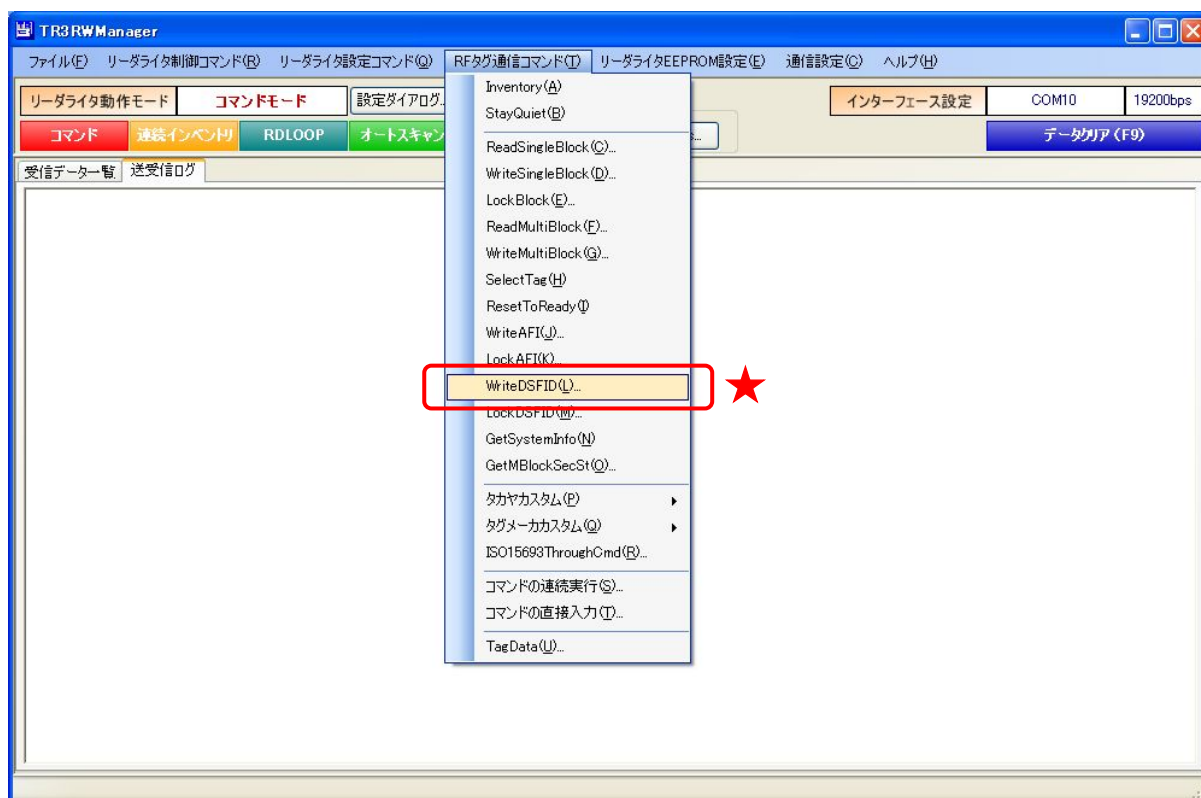 TR3RWManager
ファイル(F) リーダライタ制御コマンド(R) リーダライタ設定コマンド(Q) RFタグ通信コマンド(T) リーダライタEEPROM設定(E) 通信設定(C) ヘルプ(H)
リーダライタ動作モード コマンドモード 設定ダイアログ インターフェース設定 COM10 19200bps
コマンド 連続インベントリ RDLOOP オートスキャン データクリア(F9)
受信データ一覧 送受信ログ
Inventory(A)
StayQuiet(B)
ReadSingleBlock(C)...
WriteSingleBlock(D)...
LockBlock(E)...
ReadMultiBlock(F)...
WriteMultiBlock(G)...
SelectTag(H)
ResetToReady(I)
WriteAFI(J)...
LockAFI(K)...
WriteDSFID(L)...
LockDSFID(M)...
GetSystemInfo(N)
GetMBlockSecSt(O)...
タカヤカスタム(P)
タグメーカカスタム(Q)
ISO15693ThroughCmd(R)...
コマンドの連続実行(S)...
コマンドの直接入力(T)...
TagData(U)...